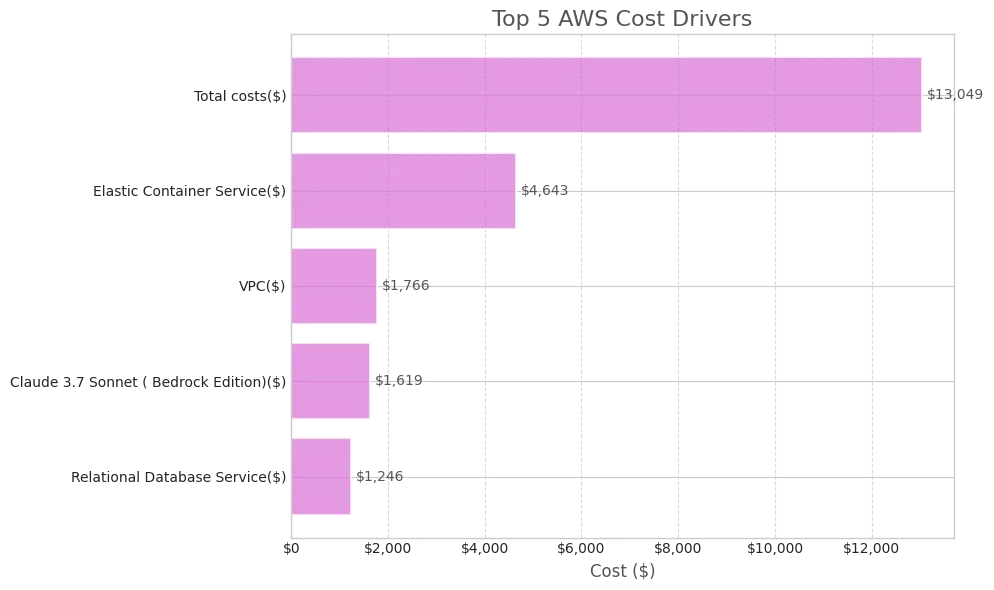 Top 5 AWS Cost Drivers
Total costs($)
$13,049
Elastic Container Service($)
$4,643
VPC($)
$1,766
Claude 3.7 Sonnet ( Bedrock Edition)($)
$1,619
Relational Database Service($)
$1,246
$0 $2,000 $4,000 $6,000 $8,000 $10,000 $12,000
Cost ($)